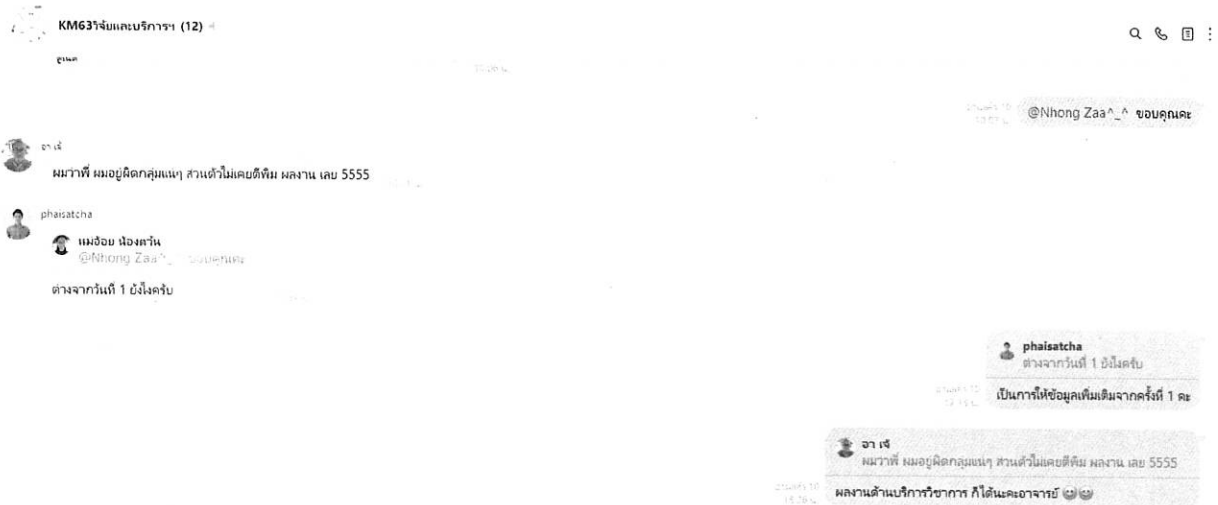 KM63วิจัยและบริการฯ (12)
@Nhong Zaa^_^ ขอบคุณคะ
อา เจ้
ผมว่าพี่ ผมอยู่ผิดกลุ่มแน่ๆ ส่วนตัวไม่เคยตีพิม ผลงาน เลย 5555
phaisatcha
แม่อ้อย น้องตวัน
@Nhong Zaa^_^ ขอบคุณคะ
ต่างจากวันที่ 1 ยังไงครับ
phaisatcha
ต่างจากวันที่ 1 ยังไงครับ
เป็นการให้ข้อมูลเพิ่มเติมจากครั้งที่ 1 คะ
อา เจ้
ผมว่าพี่ ผมอยู่ผิดกลุ่มแน่ๆ ส่วนตัวไม่เคยตีพิม ผลงาน เลย 5555
ผลงานด้านบริการวิชาการ ก็ได้นะคะอาจารย์